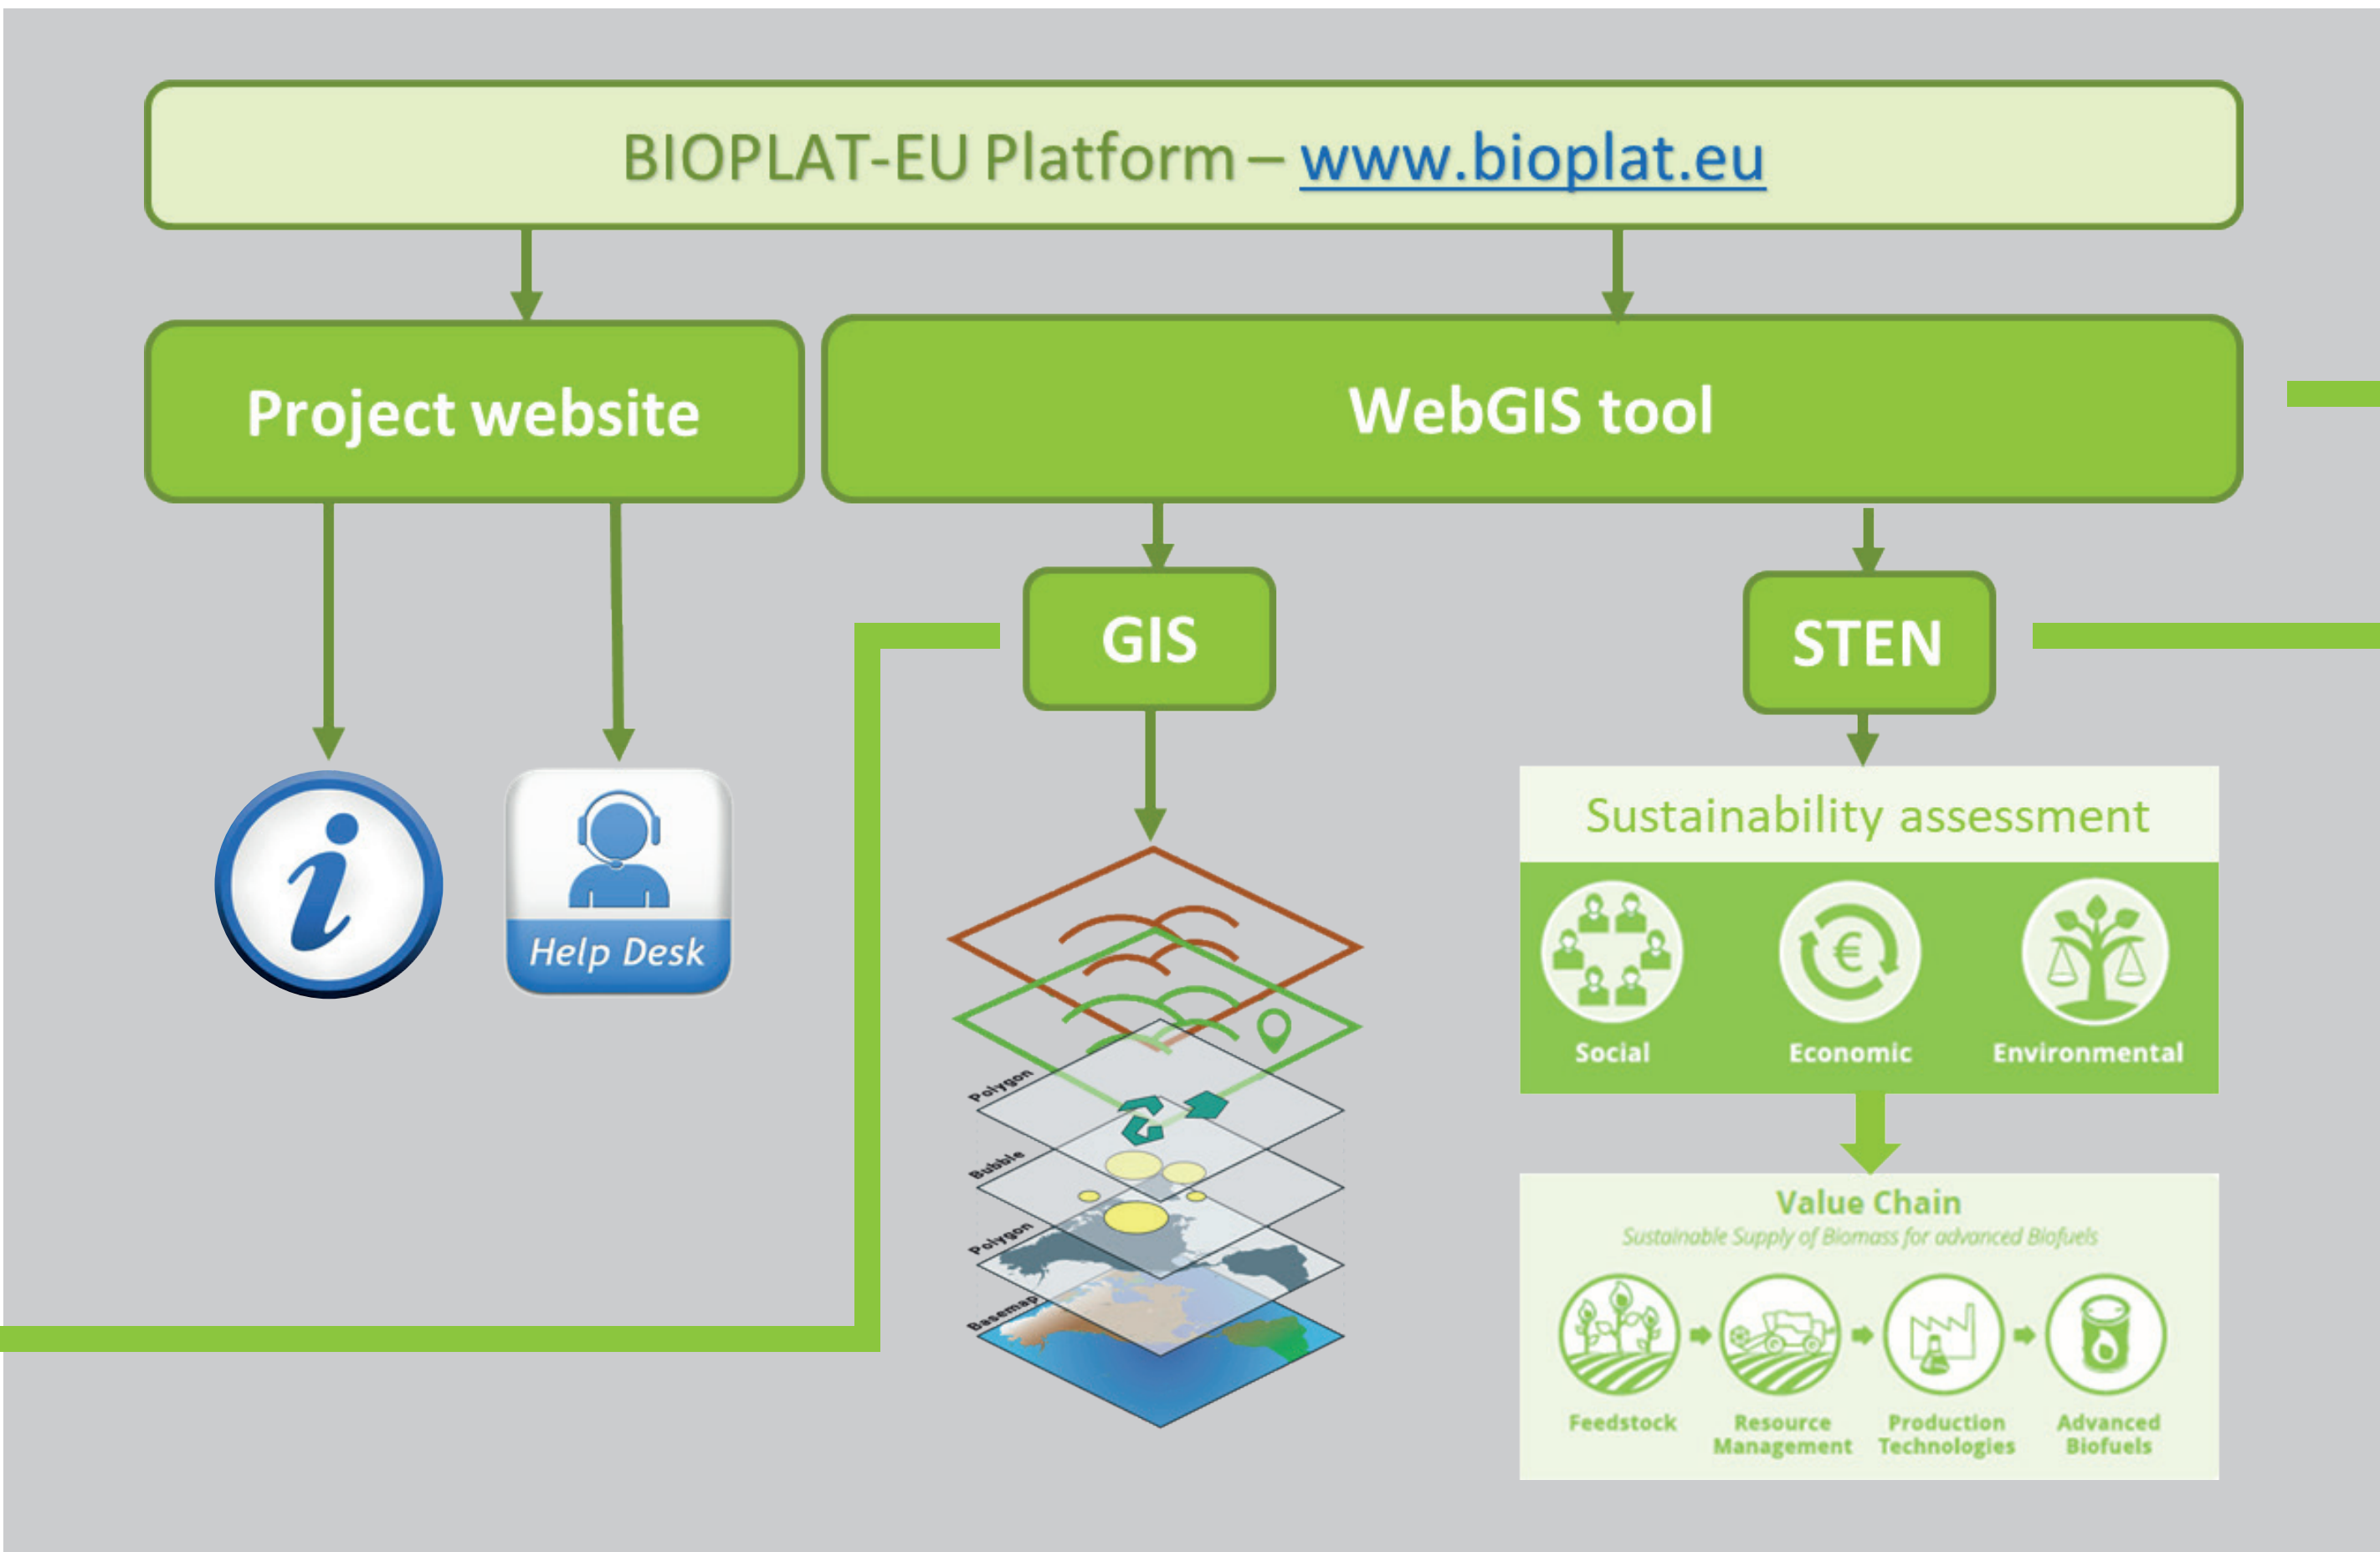 BIOPLAT-EU Platform – www.bioplat.eu
Project website
WebGIS tool
GIS
STEN
i
Help Desk
Polygon
Bubble
Polygon
Basemap
Sustainability assessment
€
Social
Economic
Environmental
Value Chain
Sustainable Supply of Biomass for advanced Biofuels
Feedstock
Resource
Management
Production
Technologies
Advanced
Biofuels